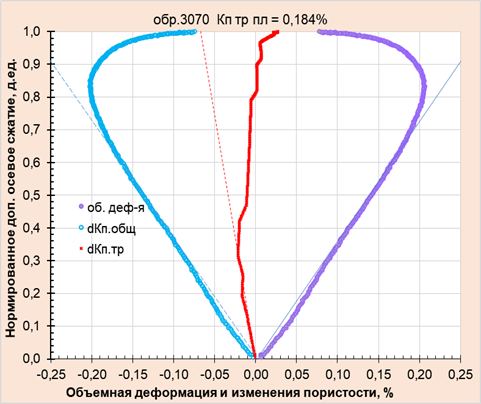 обр.3070 Кп тр пл = 0,184%
1,0
0,9
0,8
0,7
0,6
0,5
0,4
0,3
0,2
0,1
0,0
Нормированное доп. осевое сжатие, д.ед.
об. деф-я
dКп.общ
dКп.тр
-0,25 -0,20 -0,15 -0,10 -0,05 0,00 0,05 0,10 0,15 0,20 0,25
Объемная деформация и изменения пористости, %